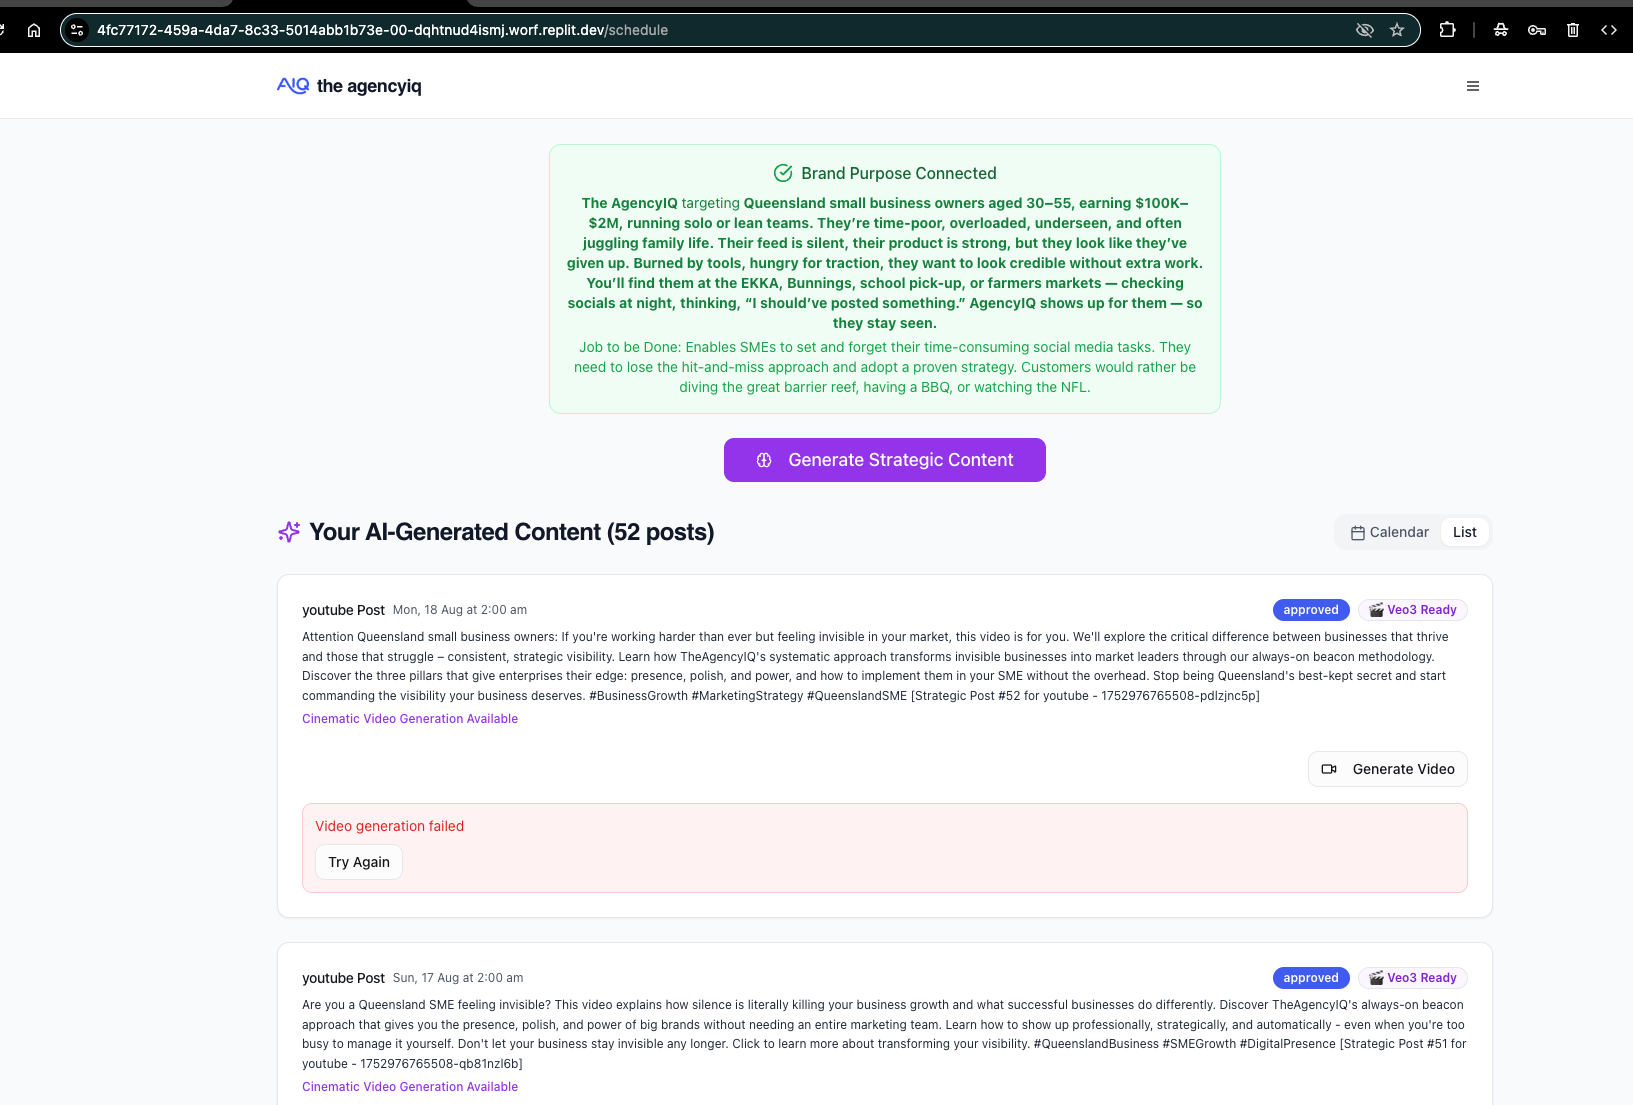 4fc77172-459a-4da7-8c33-5014abb1b73e-00-dqhtnud4ismj.worf.replit.dev/schedule
AIQ the agencyiq
Brand Purpose Connected
The AgencyIQ targeting Queensland small business owners aged 30–55, earning $100K–
$2M, running solo or lean teams. They’re time-poor, overloaded, underseen, and often
juggling family life. Their feed is silent, their product is strong, but they look like they’ve
given up. Burned by tools, hungry for traction, they want to look credible without extra work.
You’ll find them at the EKKA, Bunnings, school pick-up, or farmers markets — checking
socials at night, thinking, “I should’ve posted something.” AgencyIQ shows up for them — so
they stay seen.
Job to be Done: Enables SMEs to set and forget their time-consuming social media tasks. They
need to lose the hit-and-miss approach and adopt a proven strategy. Customers would rather be
diving the great barrier reef, having a BBQ, or watching the NFL.
Generate Strategic Content
Your AI-Generated Content (52 posts)
Calendar List
youtube Post Mon, 18 Aug at 2:00 am approved Veo3 Ready
Attention Queensland small business owners: If you're working harder than ever but feeling invisible in your market, this video is for you. We'll explore the critical difference between businesses that thrive
and those that struggle – consistent, strategic visibility. Learn how TheAgencyIQ's systematic approach transforms invisible businesses into market leaders through our always-on beacon methodology.
Discover the three pillars that give enterprises their edge: presence, polish, and power, and how to implement them in your SME without the overhead. Stop being Queensland's best-kept secret and start
commanding the visibility your business deserves. #BusinessGrowth #MarketingStrategy #QueenslandSME [Strategic Post #52 for youtube - 1752976765508-pdlzjnc5p]
Cinematic Video Generation Available
Generate Video
Video generation failed
Try Again
youtube Post Sun, 17 Aug at 2:00 am approved Veo3 Ready
Are you a Queensland SME feeling invisible? This video explains how silence is literally killing your business growth and what successful businesses do differently. Discover TheAgencyIQ's always-on beacon
approach that gives you the presence, polish, and power of big brands without needing an entire marketing team. Learn how to show up professionally, strategically, and automatically - even when you're too
busy to manage it yourself. Don't let your business stay invisible any longer. Click to learn more about transforming your visibility. #QueenslandBusiness #SMEGrowth #DigitalPresence [Strategic Post #51 for
youtube - 1752976765508-qb81nzl6b]
Cinematic Video Generation Available